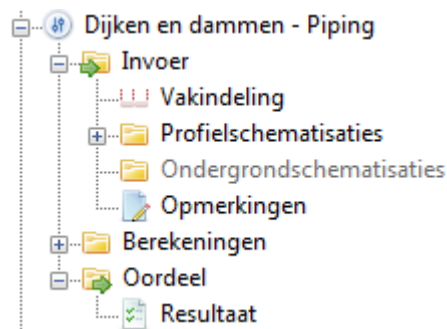 Dijken en dammen - Piping
Invoer
Vakindeling
Profielschematisaties
Ondergrondschematisaties
Opmerkingen
Berekeningen
Oordeel
Resultaat